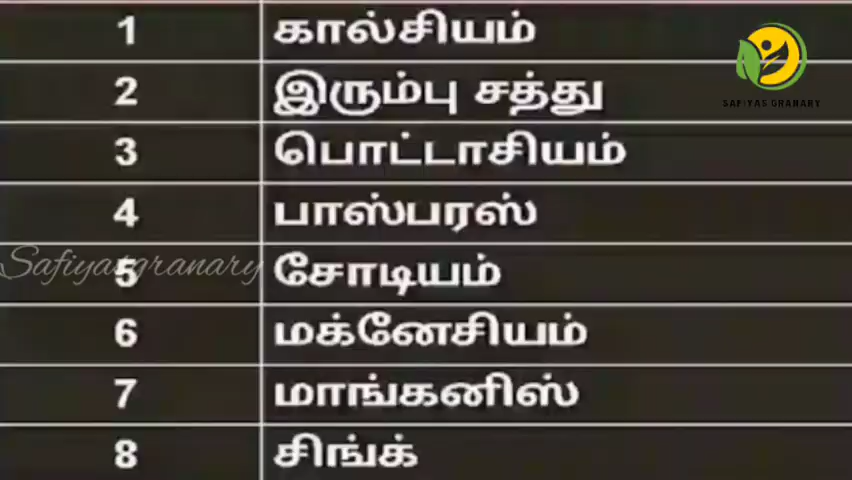 1 கால்சியம்
2 இரும்பு சத்து
3 பொட்டாசியம்
4 பாஸ்பரஸ்
5 சோடியம்
6 மக்னேசியம்
7 மாங்கனிஸ்
8 சிங்க்
SAFIYAS GRANARY
Safiyasgranary